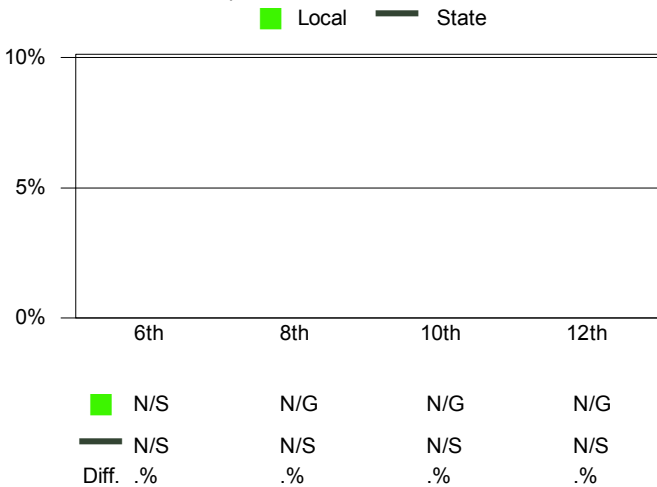 Local State
10%
5%
0%
6th 8th 10th 12th
N/S N/G N/G N/G
N/S N/S N/S N/S
Diff. .% .% .% .%